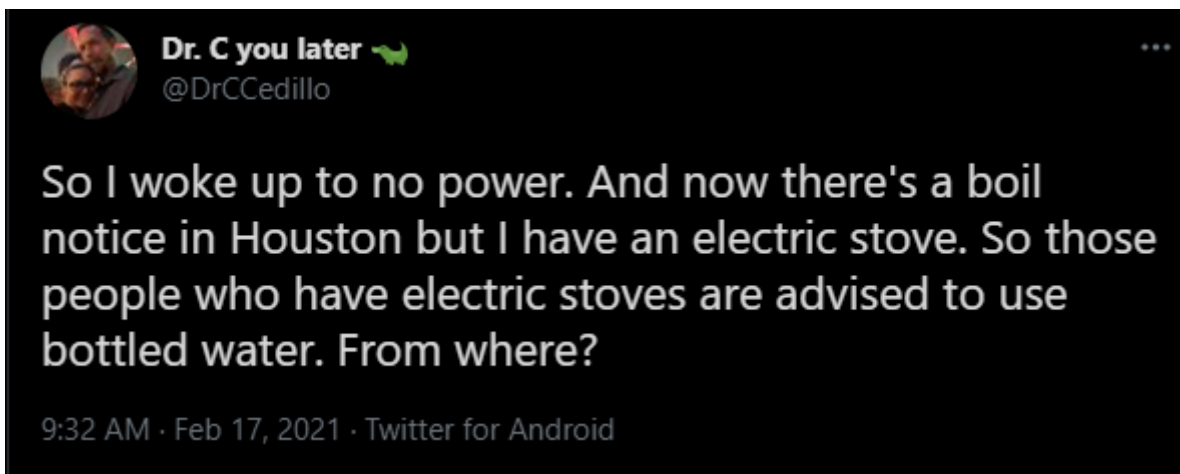 Dr. C you later 🐊
@DrCCedillo
So I woke up to no power. And now there's a boil
notice in Houston but I have an electric stove. So those
people who have electric stoves are advised to use
bottled water. From where?
9:32 AM · Feb 17, 2021 · Twitter for Android